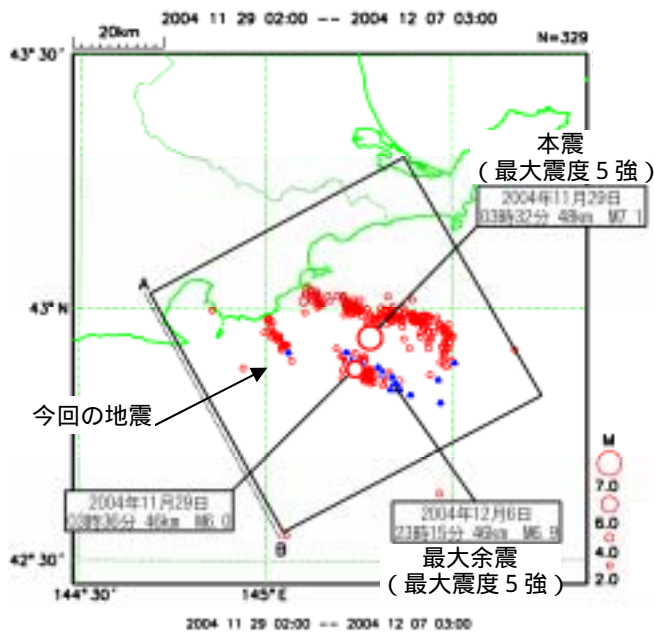 2004 11 29 02:00 -- 2004 12 07 03:00
20km
N=329
43°30'
本震
(最大震度5強)
2004年11月29日
03時32分 48km M7.1
A
43°N
今回の地震
M
7.0
6.0
4.0
2.0
2004年11月29日
03時36分 46km M6.0
2004年12月6日
23時15分 46km M6.9
B
最大余震
(最大震度5強)
42°30'
144°30'
145°E
2004 11 29 02:00 -- 2004 12 07 03:00